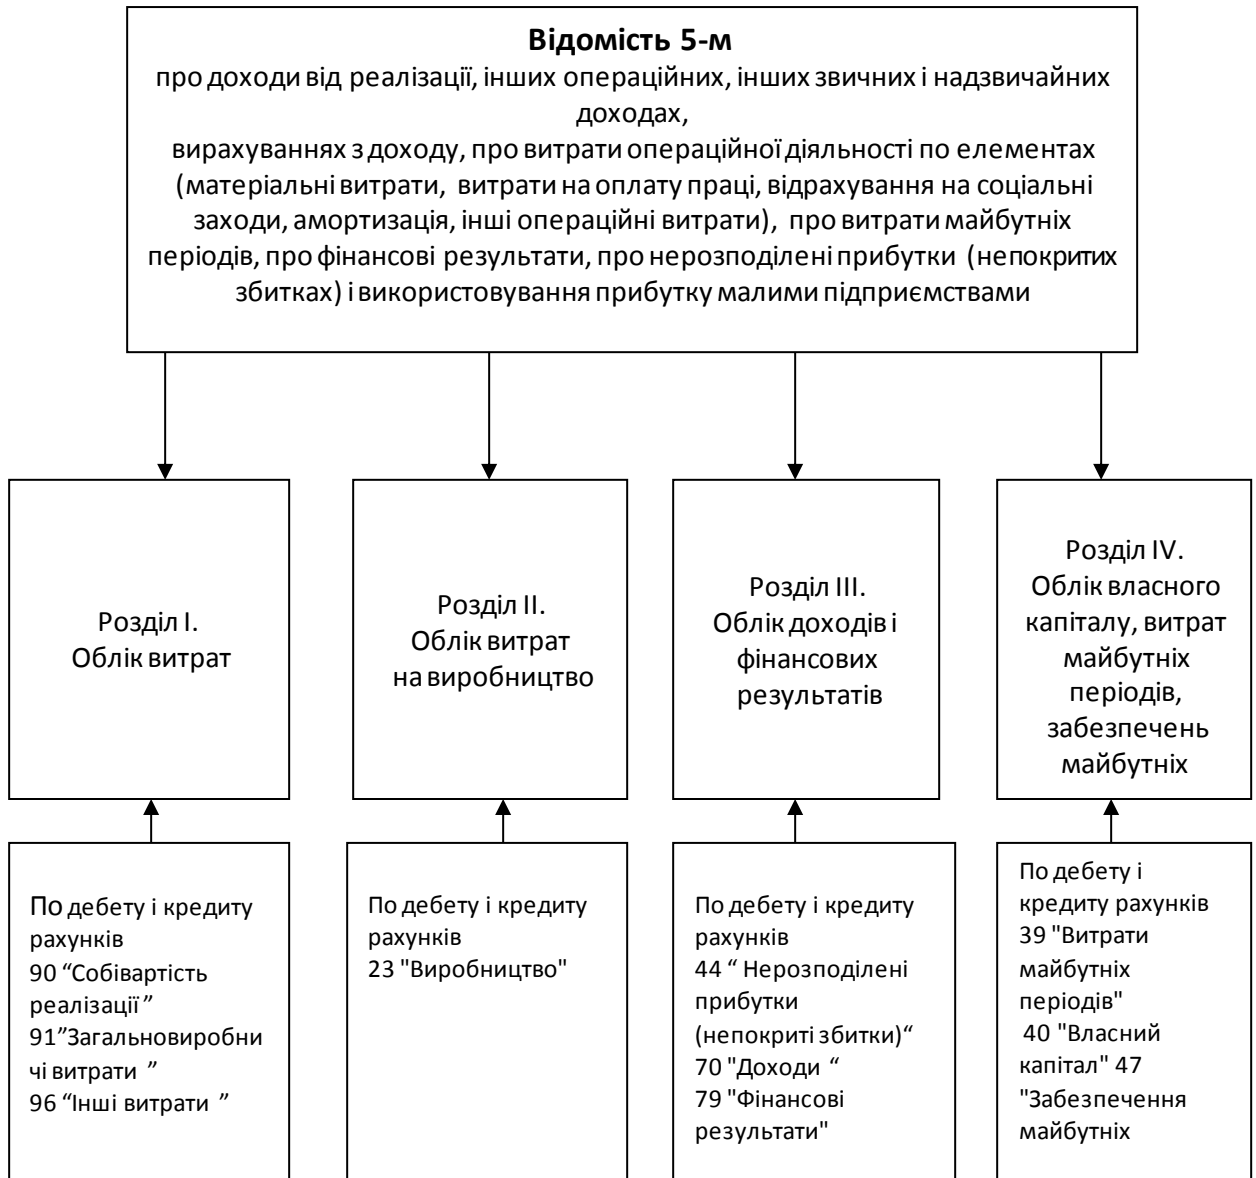 Відомість 5-м
про доходи від реалізації, інших операційних, інших звичних і надзвичайних
доходах,
вирахуваннях з доходу, про витрати операційної діяльності по елементах
(матеріальні витрати, витрати на оплату праці, відрахування на соціальні
заходи, амортизація, інші операційні витрати), про витрати майбутніх
періодів, про фінансові результати, про нерозподілені прибутки (непокритих
збитках) і використовування прибутку малими підприємствами
Розділ I.
Облік витрат
Розділ II.
Облік витрат
на виробництво
Розділ III.
Облік доходів і
фінансових
результатів
Розділ IV.
Облік власного
капіталу, витрат
майбутніх
періодів,
забезпечень
майбутніх
По дебету і кредиту
рахунків
90 “Собівартість
реалізації”
91”Загальновиробни
чі витрати ”
96 “Інші витрати ”
По дебету і кредиту
рахунків
23 "Виробництво"
По дебету і кредиту
рахунків
44 “ Нерозподілені
прибутки
(непокриті збитки)“
70 "Доходи “
79 "Фінансові
результати"
По дебету і
кредиту рахунків
39 "Витрати
майбутніх
періодів"
40 "Власний
капітал" 47
"Забезпечення
майбутніх